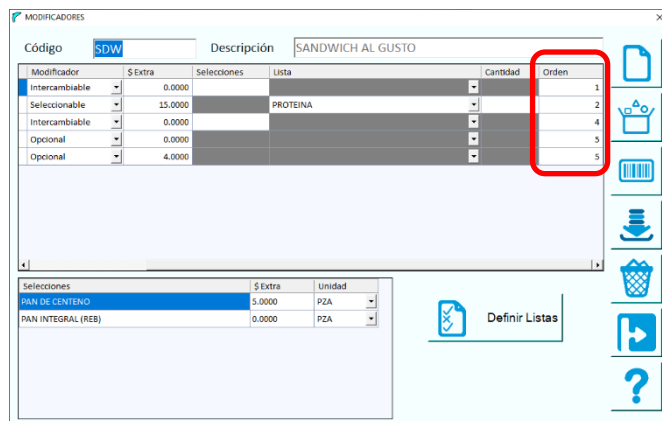 MODIFICADORES
Código SDW Descripción SANDWICH AL GUSTO
Modificador $ Extra Selecciones Lista Cantidad Orden
Intercambiable 0.0000 1
Seleccionable 15.0000 PROTEINA 2
Intercambiable 0.0000 4
Opcional 0.0000 5
Opcional 4.0000 5
Selecciones $ Extra Unidad
PAN DE CENTENO 5.0000 PZA
PAN INTEGRAL (REB) 0.0000 PZA
Definir Listas
?